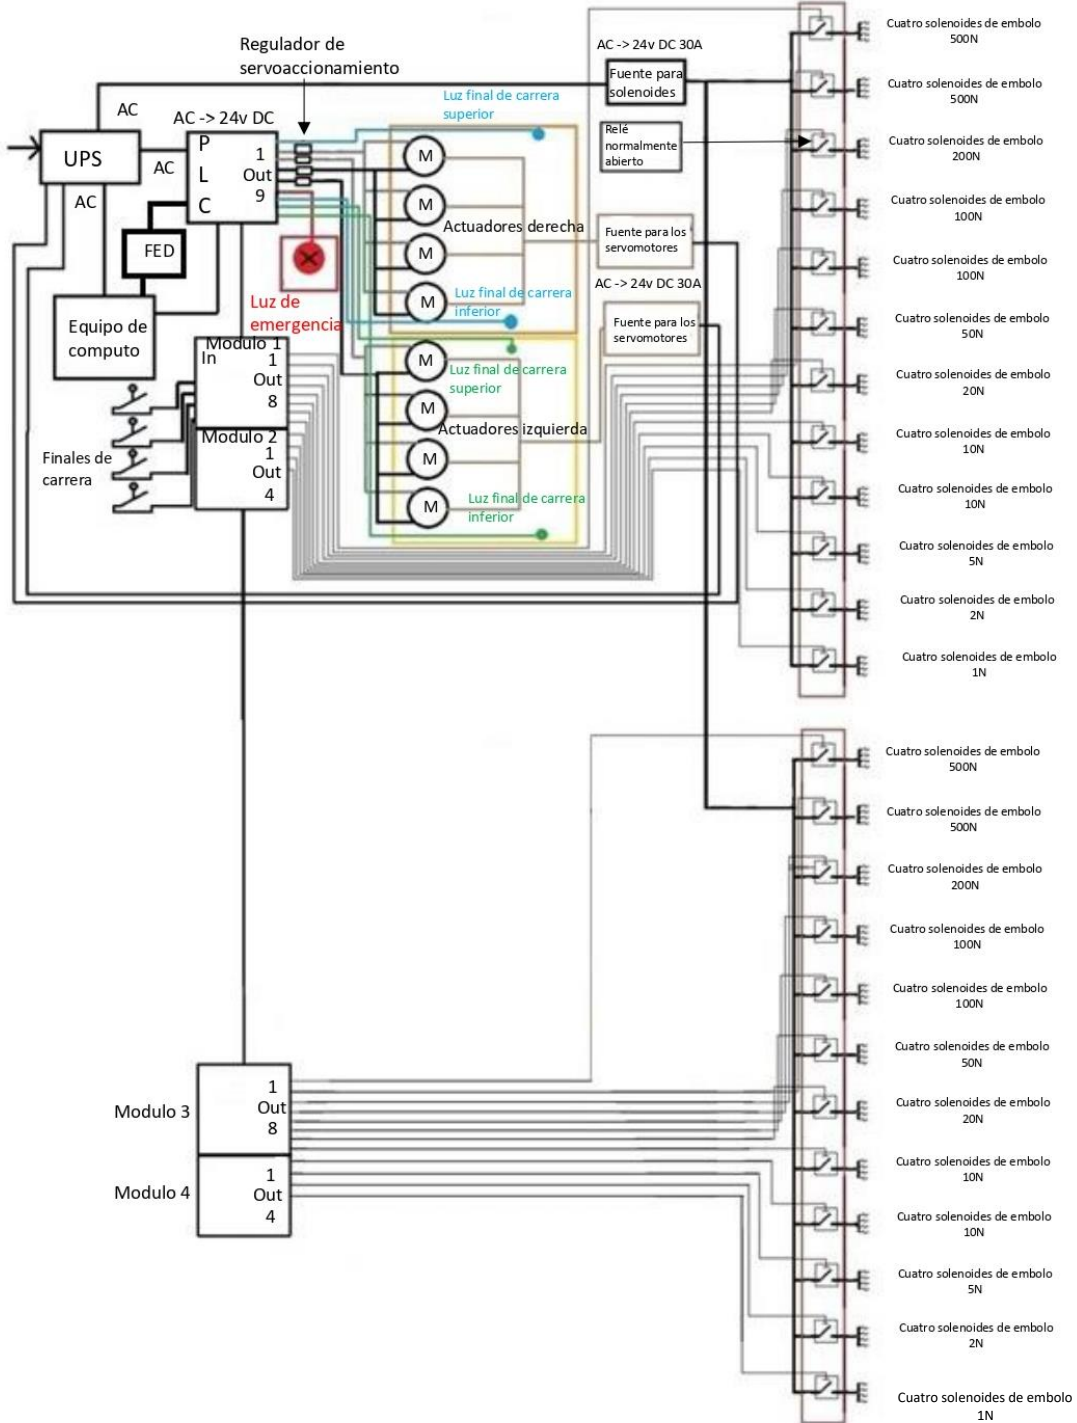 Regulador de
servoaccionamiento
AC -> 24v DC 30A
Fuente para
solenoides
AC
AC -> 24v DC
Luz final de carrera
superior
UPS
AC
AC
P
L
C
1
Out
9
M
Relé
normalmente
abierto
M
Actuadores derecha
Fuente para los
servomotores
FED
M
AC -> 24v DC 30A
Luz de
emergencia
Luz final de carrera
inferior
M
Fuente para los
servomotores
Equipo de
computo
Modulo 1
In
1
Out
8
M
Luz final de carrera
superior
M
Actuadores izquierda
Modulo 2
1
Out
4
Finales de
carrera
M
Luz final de carrera
inferior
M
Cuatro solenoides de embolo
500N
Cuatro solenoides de embolo
500N
Cuatro solenoides de embolo
200N
Cuatro solenoides de embolo
100N
Cuatro solenoides de embolo
100N
Cuatro solenoides de embolo
50N
Cuatro solenoides de embolo
20N
Cuatro solenoides de embolo
10N
Cuatro solenoides de embolo
10N
Cuatro solenoides de embolo
5N
Cuatro solenoides de embolo
2N
Cuatro solenoides de embolo
1N
Cuatro solenoides de embolo
500N
Cuatro solenoides de embolo
500N
Cuatro solenoides de embolo
200N
Cuatro solenoides de embolo
100N
Cuatro solenoides de embolo
100N
Cuatro solenoides de embolo
50N
Cuatro solenoides de embolo
20N
Cuatro solenoides de embolo
10N
Cuatro solenoides de embolo
10N
Cuatro solenoides de embolo
5N
Cuatro solenoides de embolo
2N
Cuatro solenoides de embolo
1N
Modulo 3
1
Out
8
Modulo 4
1
Out
4